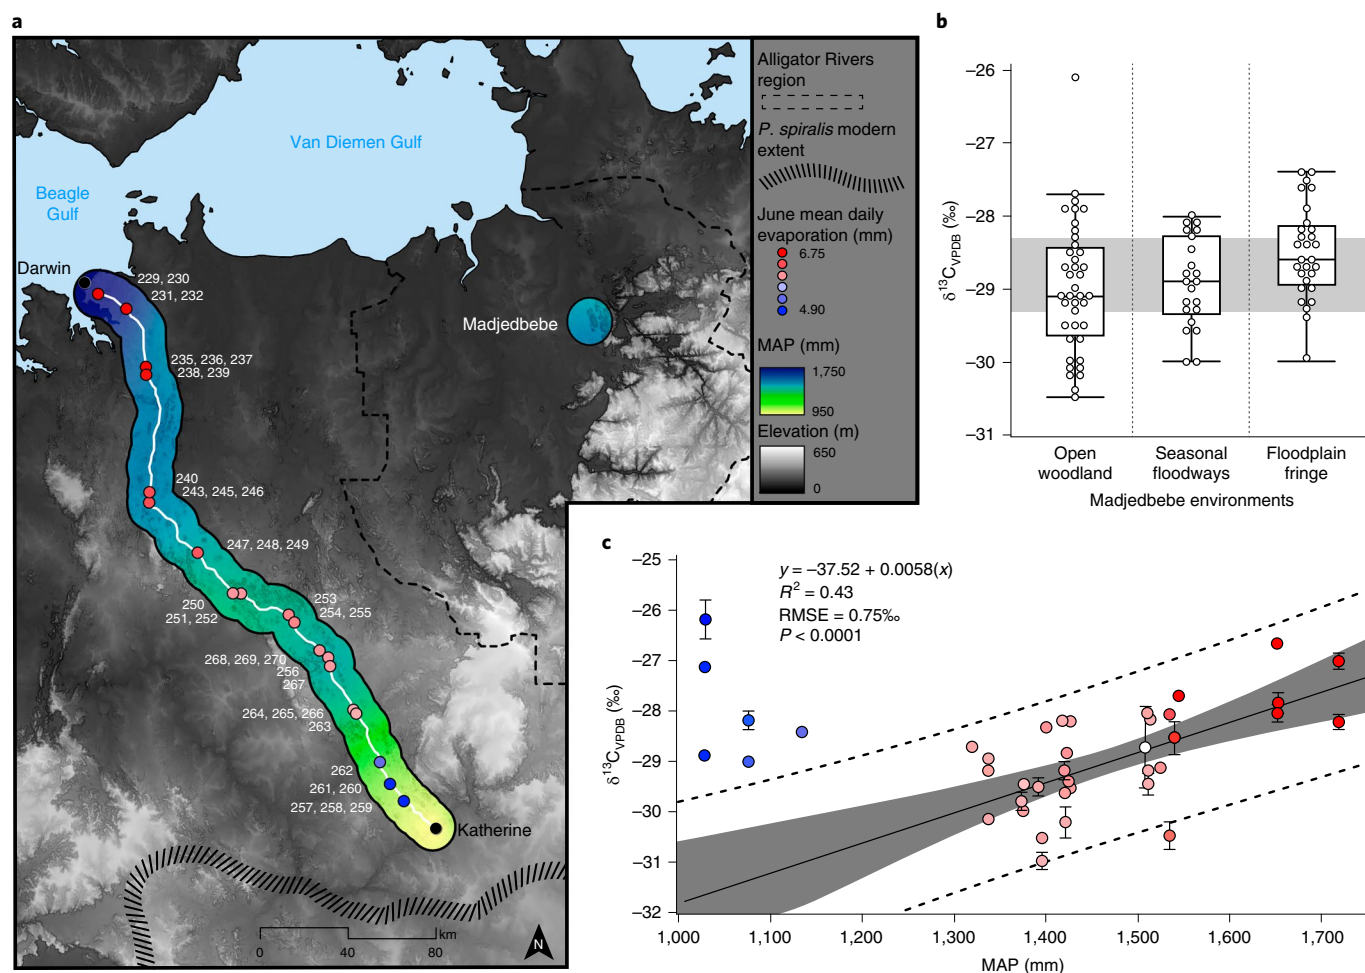 a
Alligator Rivers
region
P. spiralis modern
extent
June mean daily
evaporation (mm)
6.75
4.90
MAP (mm)
1,750
950
Elevation (m)
650
0
Van Diemen Gulf
Beagle
Gulf
Darwin
229, 230
231, 232
Madjedbebe
235, 236, 237
238, 239
240
243, 245, 246
247, 248, 249
250
251, 252
253
254, 255
268, 269, 270
256
267
264, 265, 266
263
262
261, 260
257, 258, 259
Katherine
0
40
80
km
N
b
δ13CVPDB (‰)
–26
–27
–28
–29
–30
–31
Open
woodland
Seasonal
floodways
Floodplain
fringe
Madjedbebe environments
c
y = –37.52 + 0.0058(x)
R2 = 0.43
RMSE = 0.75‰
P < 0.0001
δ13CVPDB (‰)
–25
–26
–27
–28
–29
–30
–31
–32
1,000
1,100
1,200
1,300
1,400
1,500
1,600
1,700
MAP (mm)